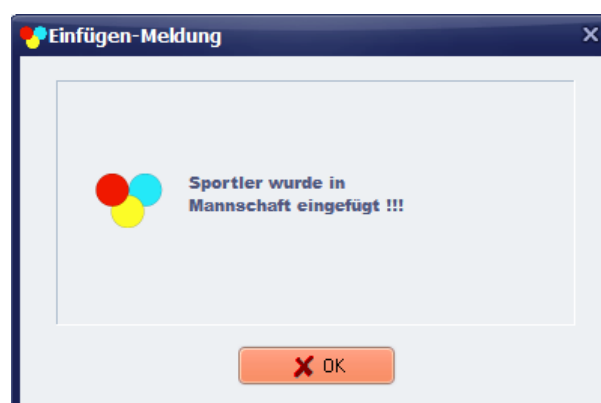 Einfügen-Meldung
Sportler wurde in
Mannschaft eingefügt !!!
OK